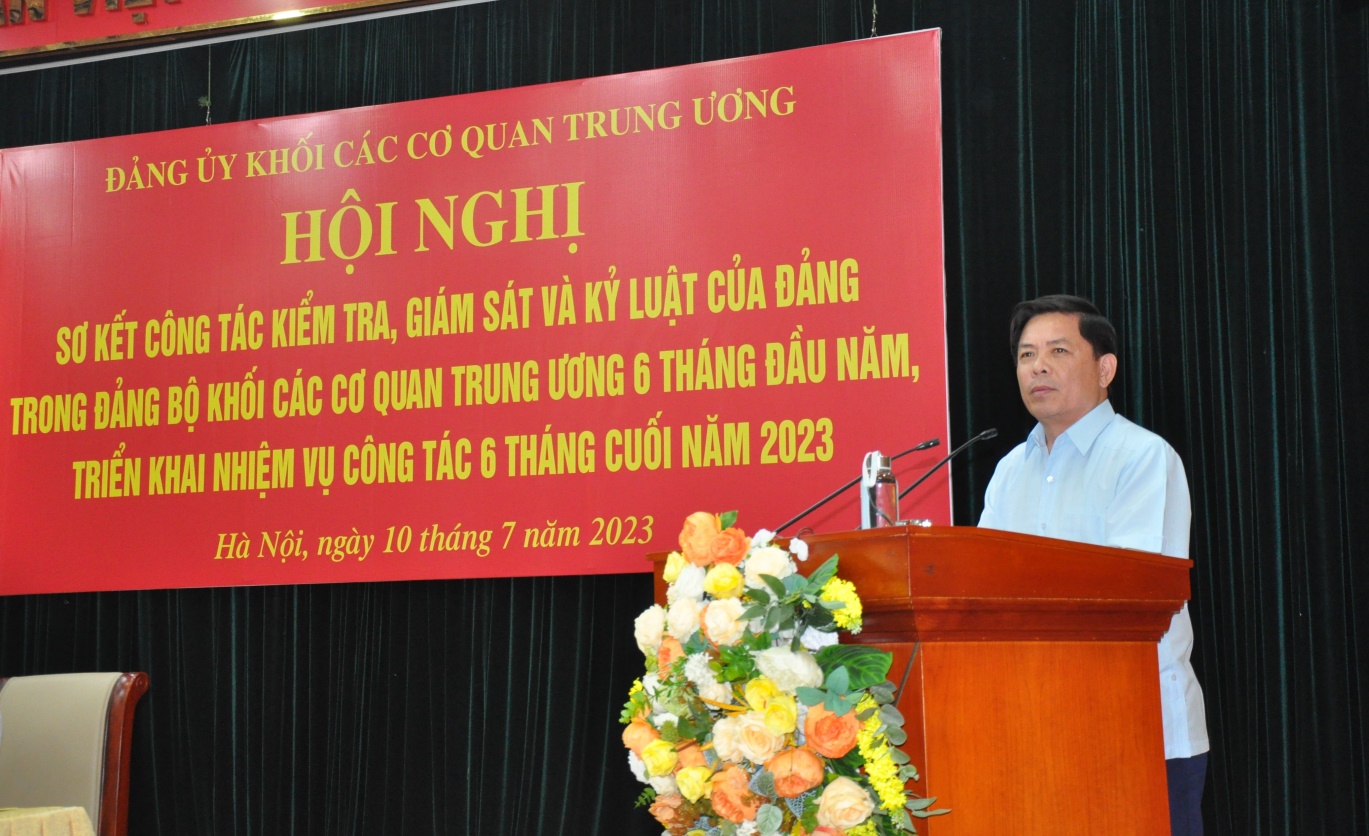 ĐẢNG ỦY KHỐI CÁC CƠ QUAN TRUNG ƯƠNG
HỘI NGHỊ
SƠ KẾT CÔNG TÁC KIỂM TRA, GIÁM SÁT VÀ KỶ LUẬT CỦA ĐẢNG
TRONG ĐẢNG BỘ KHỐI CÁC CƠ QUAN TRUNG ƯƠNG 6 THÁNG ĐẦU NĂM,
TRIỂN KHAI NHIỆM VỤ CÔNG TÁC 6 THÁNG CUỐI NĂM 2023
Hà Nội, ngày 10 tháng 7 năm 2023